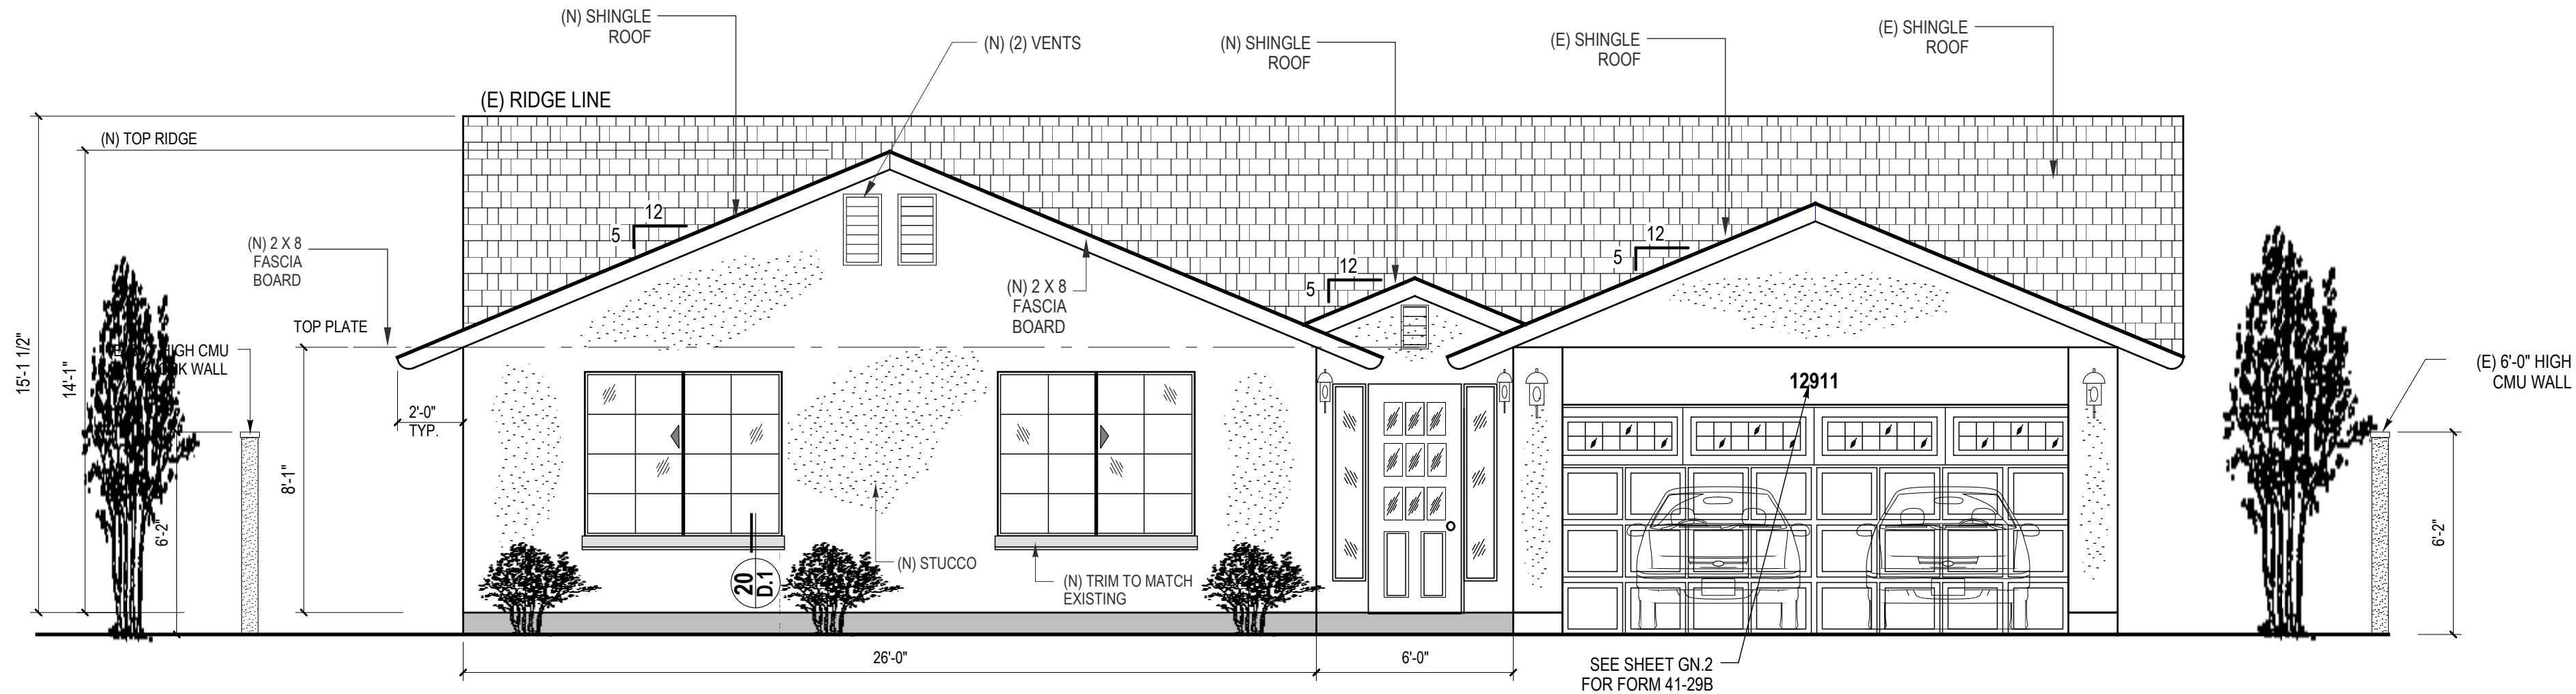 (N) SHINGLE
ROOF
(N) (2) VENTS
(N) SHINGLE
ROOF
(E) SHINGLE
ROOF
(E) SHINGLE
ROOF
(E) RIDGE LINE
(N) TOP RIDGE
12
5
12
5
12
5
(N) 2 X 8
FASCIA
BOARD
(N) 2 X 8
FASCIA
BOARD
TOP PLATE
HIGH CMU
WALL
(E) 6'-0" HIGH
CMU WALL
12911
15'-1 1/2"
14'-1"
2'-0"
TYP.
8'-1"
6'-2"
6'-2"
20
D.1
(N) STUCCO
(N) TRIM TO MATCH
EXISTING
26'-0"
6'-0"
SEE SHEET GN.2
FOR FORM 41-29B